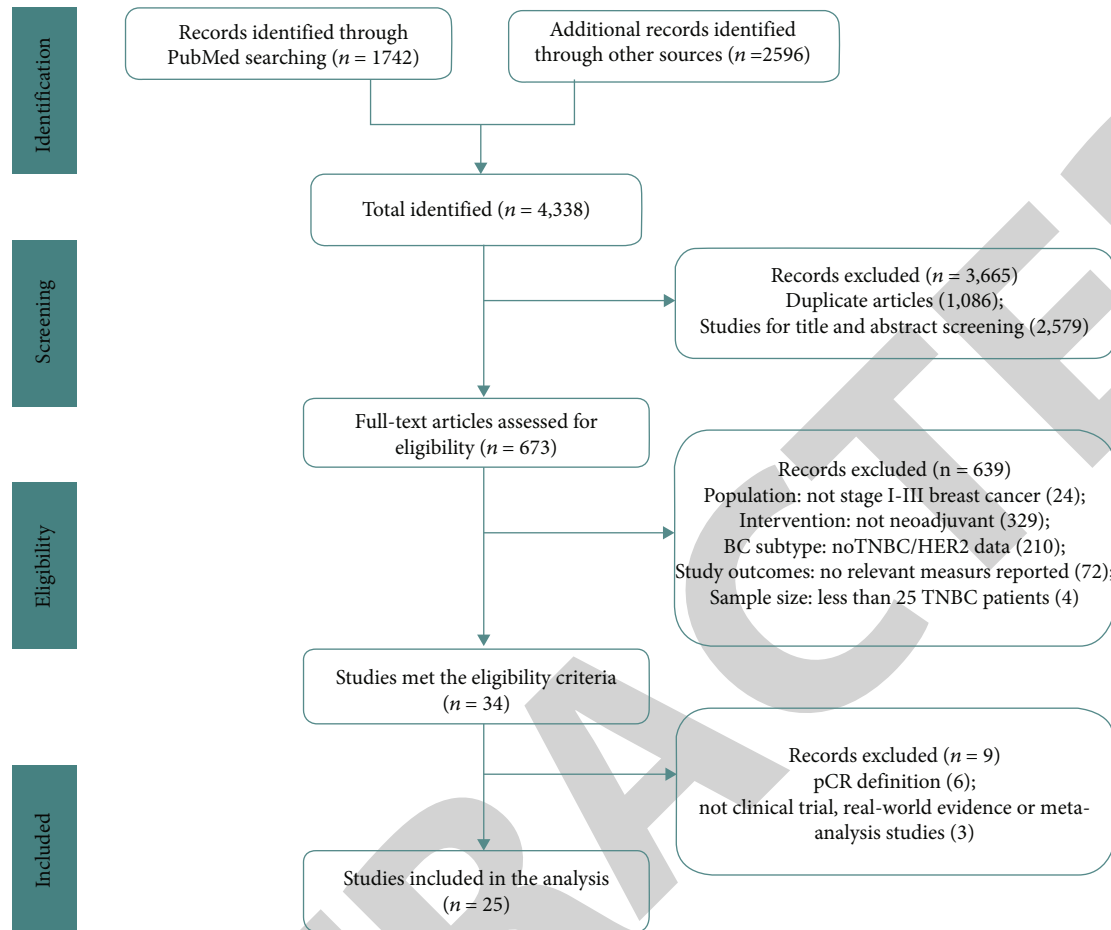 Identification
Records identified through
PubMed searching (n = 1742)
Additional records identified
through other sources (n =2596)
Total identified (n = 4,338)
Screening
Records excluded (n = 3,665)
Duplicate articles (1,086);
Studies for title and abstract screening (2,579)
Full-text articles assessed for
eligibility (n = 673)
Eligibility
Records excluded (n = 639)
Population: not stage I-III breast cancer (24);
Intervention: not neoadjuvant (329);
BC subtype: noTNBC/HER2 data (210);
Study outcomes: no relevant measurs reported (72);
Sample size: less than 25 TNBC patients (4)
Studies met the eligibility criteria
(n = 34)
Included
Records excluded (n = 9)
pCR definition (6);
not clinical trial, real-world evidence or meta-
analysis studies (3)
Studies included in the analysis
(n = 25)
RACTE